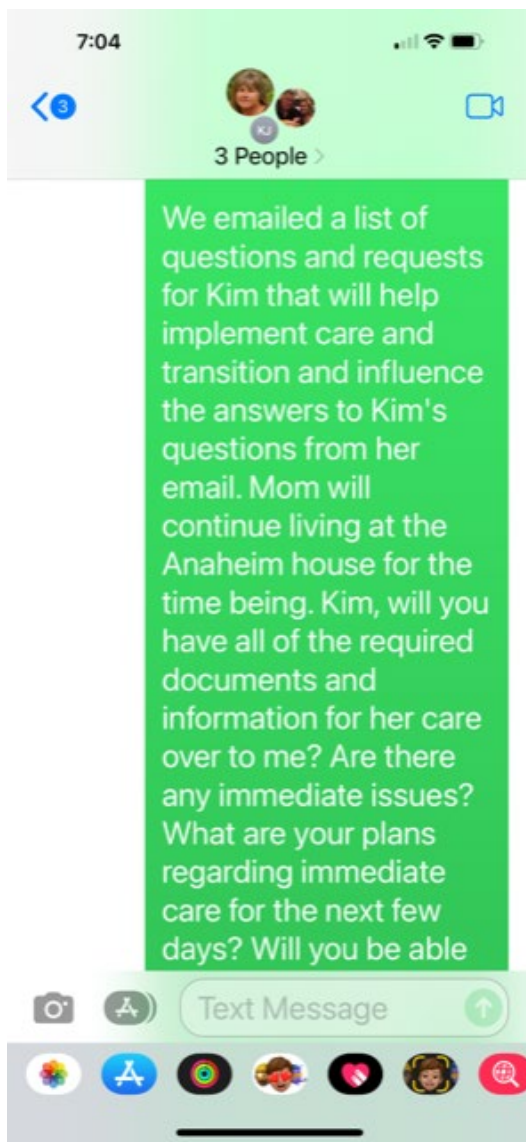 7:04
3
KJ
3 People
We emailed a list of
questions and requests
for Kim that will help
implement care and
transition and influence
the answers to Kim's
questions from her
email. Mom will
continue living at the
Anaheim house for the
time being. Kim, will you
have all of the required
documents and
information for her care
over to me? Are there
any immediate issues?
What are your plans
regarding immediate
care for the next few
days? Will you be able
Text Message